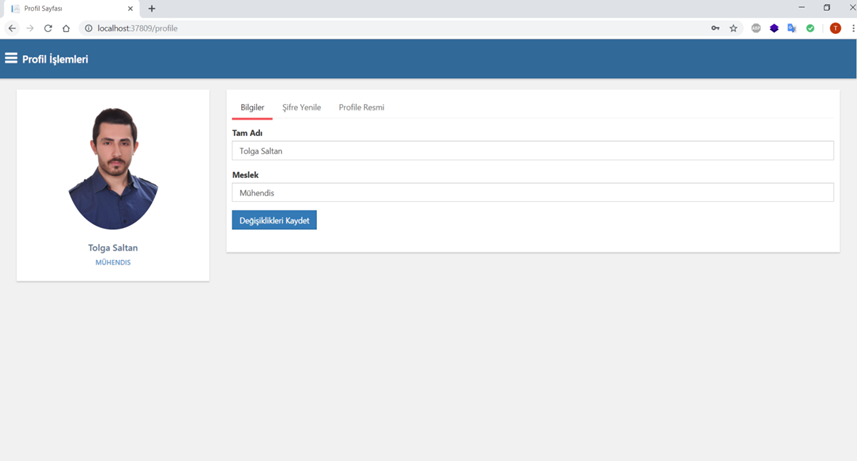 Profil Sayfası
localhost:37809/profile
T
Profil İşlemleri
Tolga Saltan
MÜHENDIS
Bilgiler Şifre Yenile Profile Resmi
Tam Adı
Tolga Saltan
Meslek
Mühendis
Değişiklikleri Kaydet